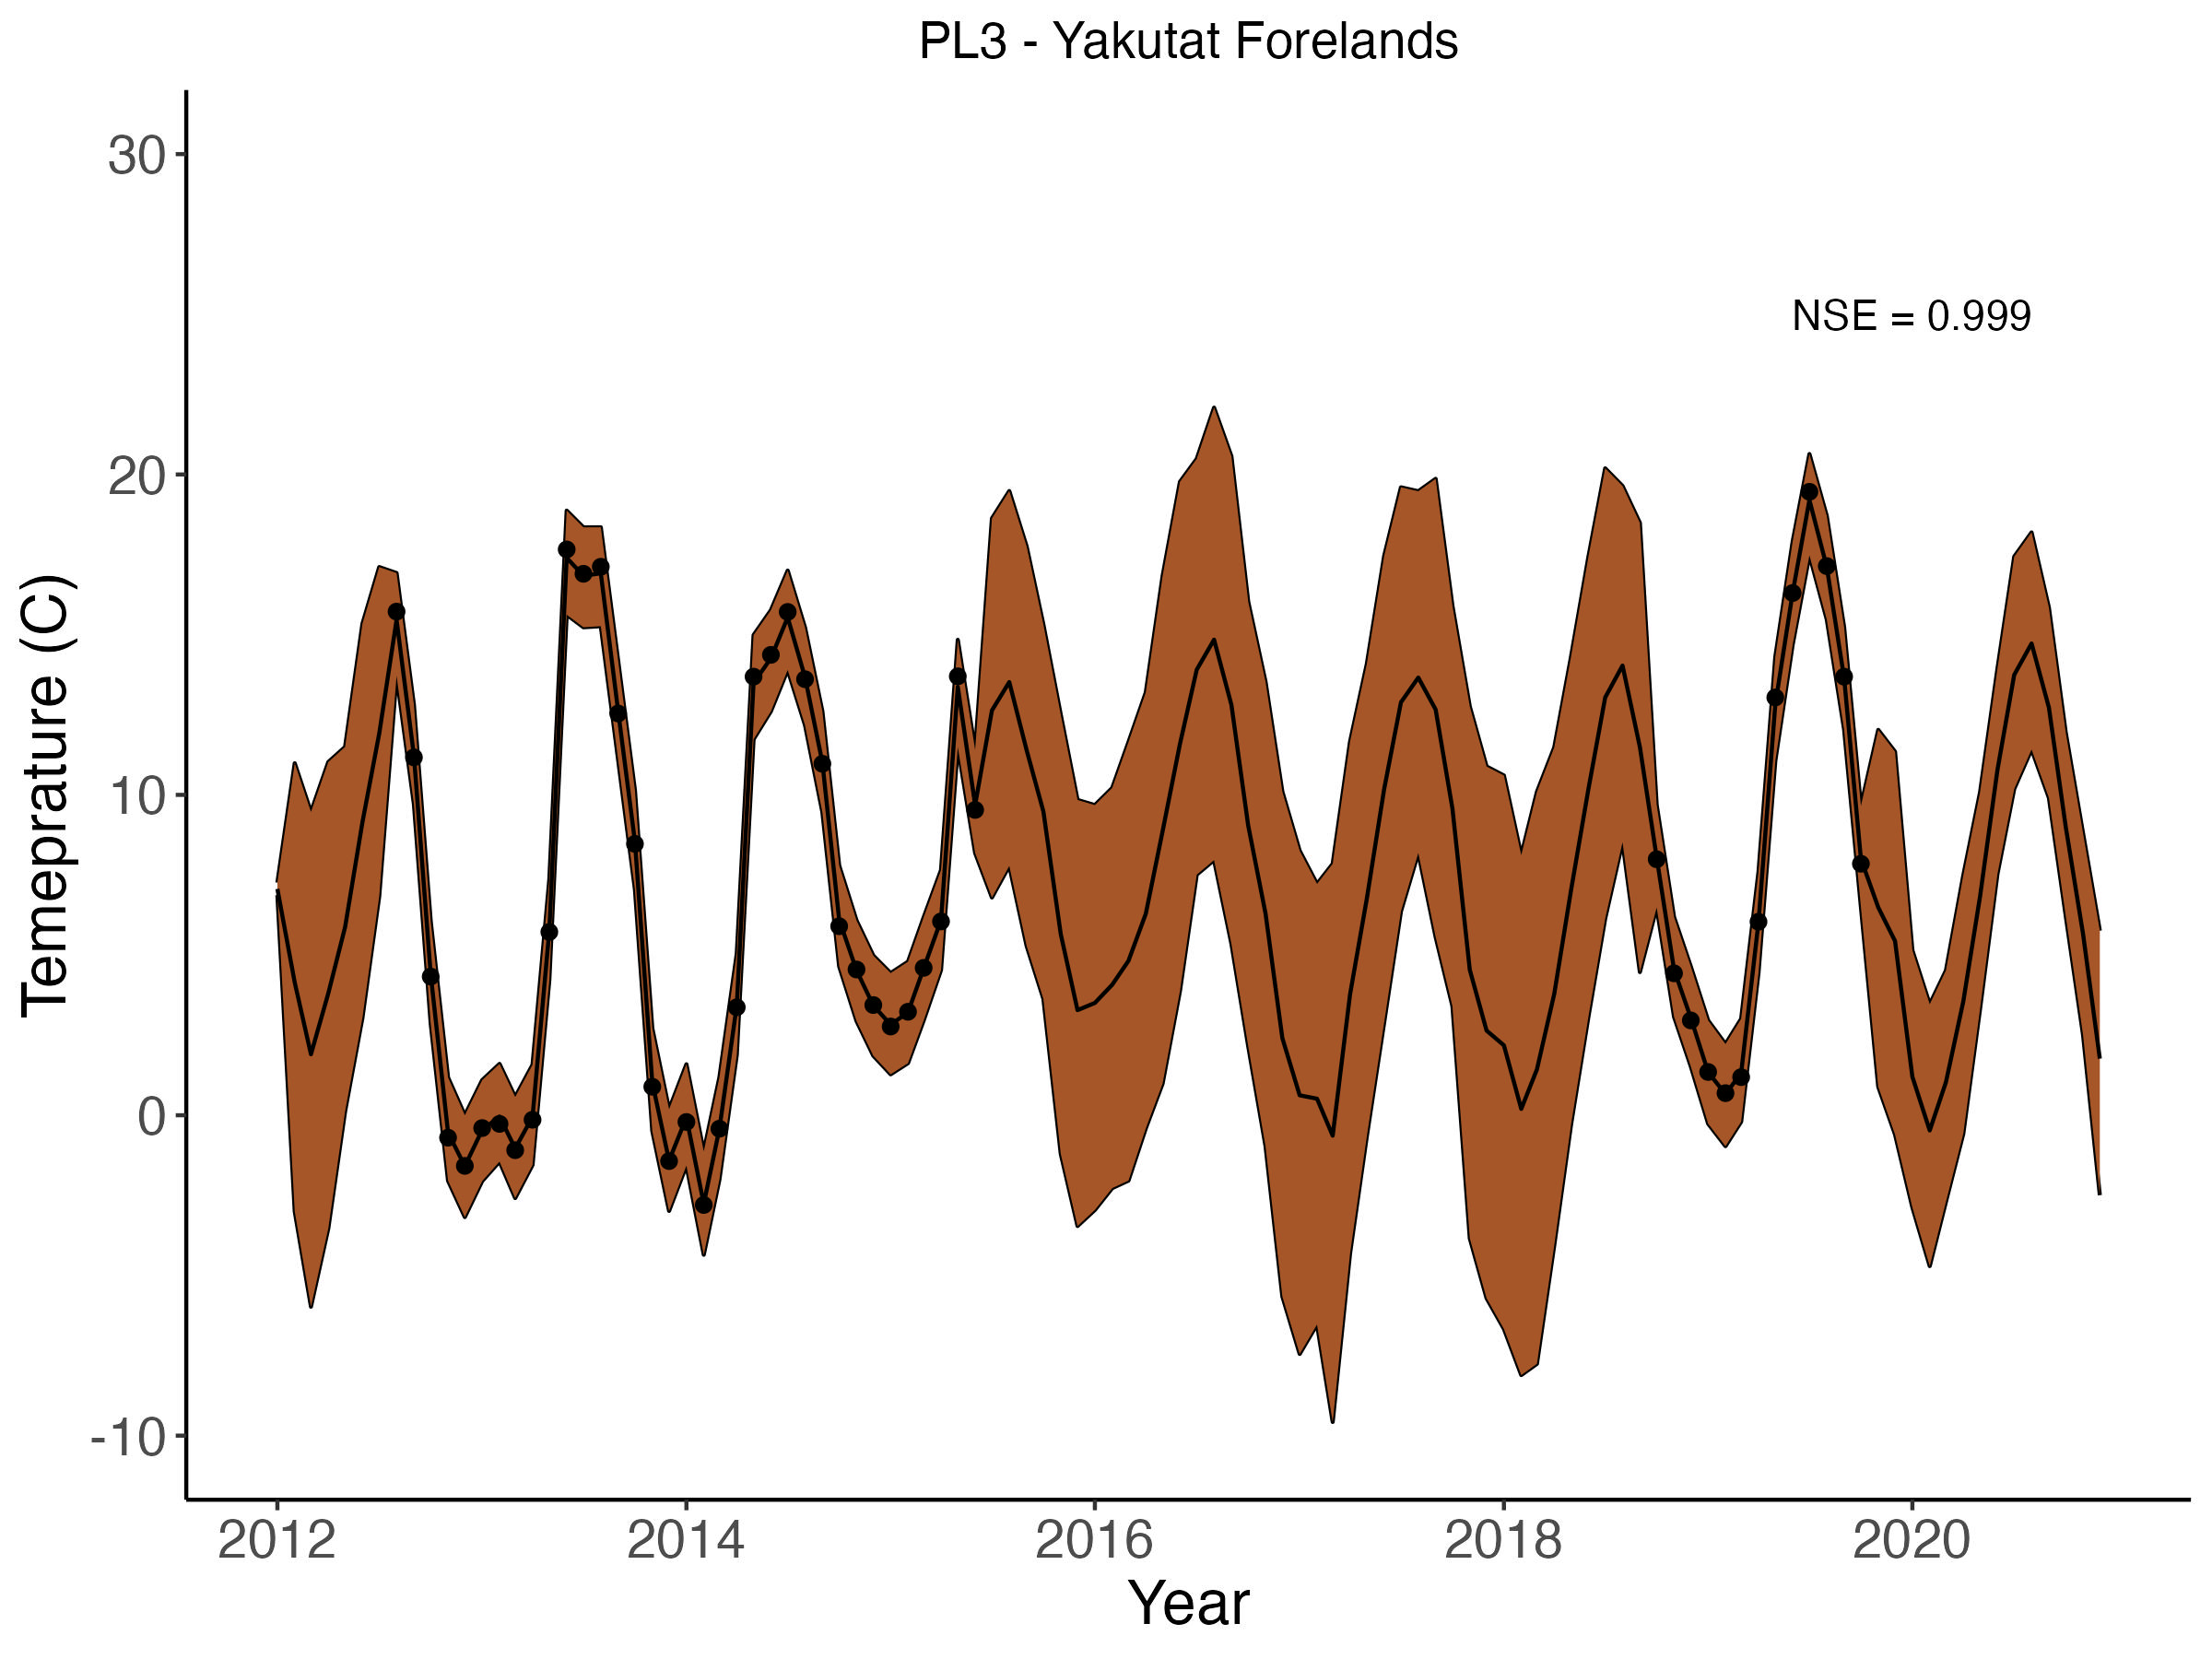 PL3 - Yakutat Forelands
30
20
10
0
-10
Temeprature (C)
NSE = 0.999
2012
2014
2016
2018
2020
Year